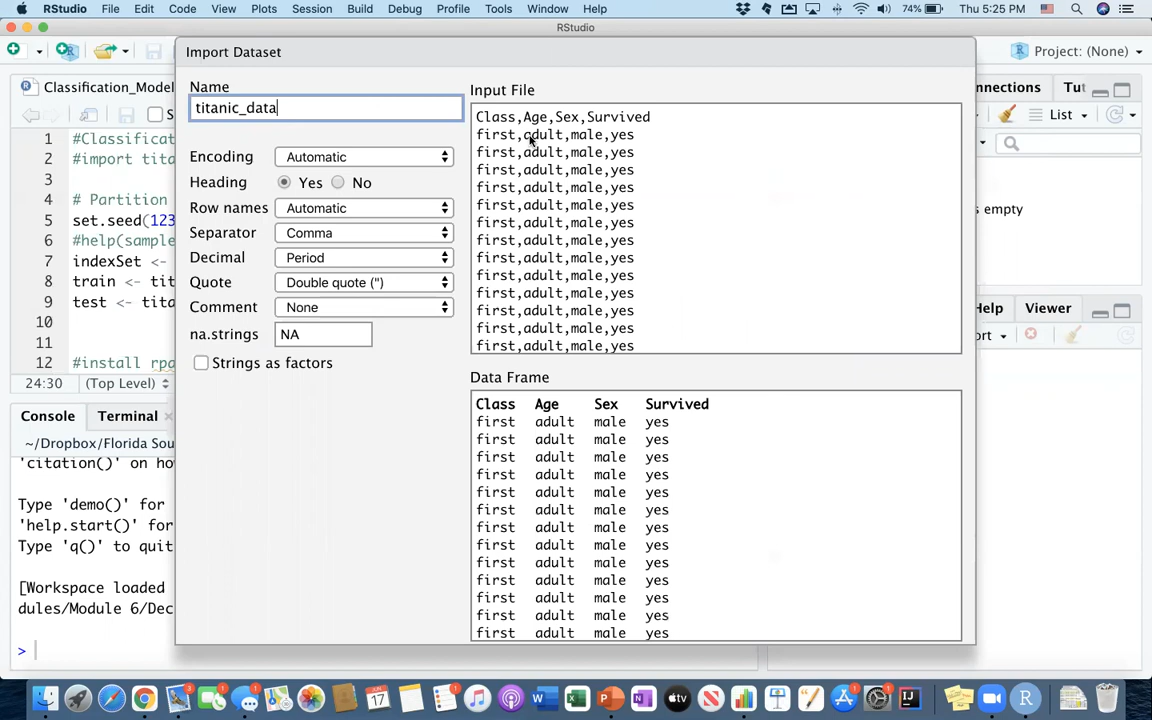 RStudio File Edit Code View Plots Session Build Debug Profile Tools Window Help 74% Thu 5:25 PM
RStudio
Project: (None)
Import Dataset
Classification_Model
Name
titanic_data
Encoding Automatic
Heading Yes No
Row names Automatic
Separator Comma
Decimal Period
Quote Double quote (")
Comment None
na.strings NA
Strings as factors
Input File
Class,Age,Sex,Survived
first,adult,male,yes
first,adult,male,yes
first,adult,male,yes
first,adult,male,yes
first,adult,male,yes
first,adult,male,yes
first,adult,male,yes
first,adult,male,yes
first,adult,male,yes
first,adult,male,yes
first,adult,male,yes
first,adult,male,yes
first,adult,male,yes
Data Frame
Class Age Sex Survived
first adult male yes
first adult male yes
first adult male yes
first adult male yes
first adult male yes
first adult male yes
first adult male yes
first adult male yes
first adult male yes
first adult male yes
first adult male yes
first adult male yes
first adult male yes
1 #Classificat
2 #import tita
3
4 # Partition
5 set.seed(123
6 #help(sample
7 indexSet <-
8 train <- tit
9 test <- tita
10
11
12 #install rpa
24:30 (Top Level)
Console Terminal
~/Dropbox/Florida Sou
'citation()' on how
Type 'demo()' for
'help.start()' for
Type 'q()' to quit
[Workspace loaded
dules/Module 6/Dec
>
nnections Tut
List
s empty
Help Viewer
ort
JUN
17